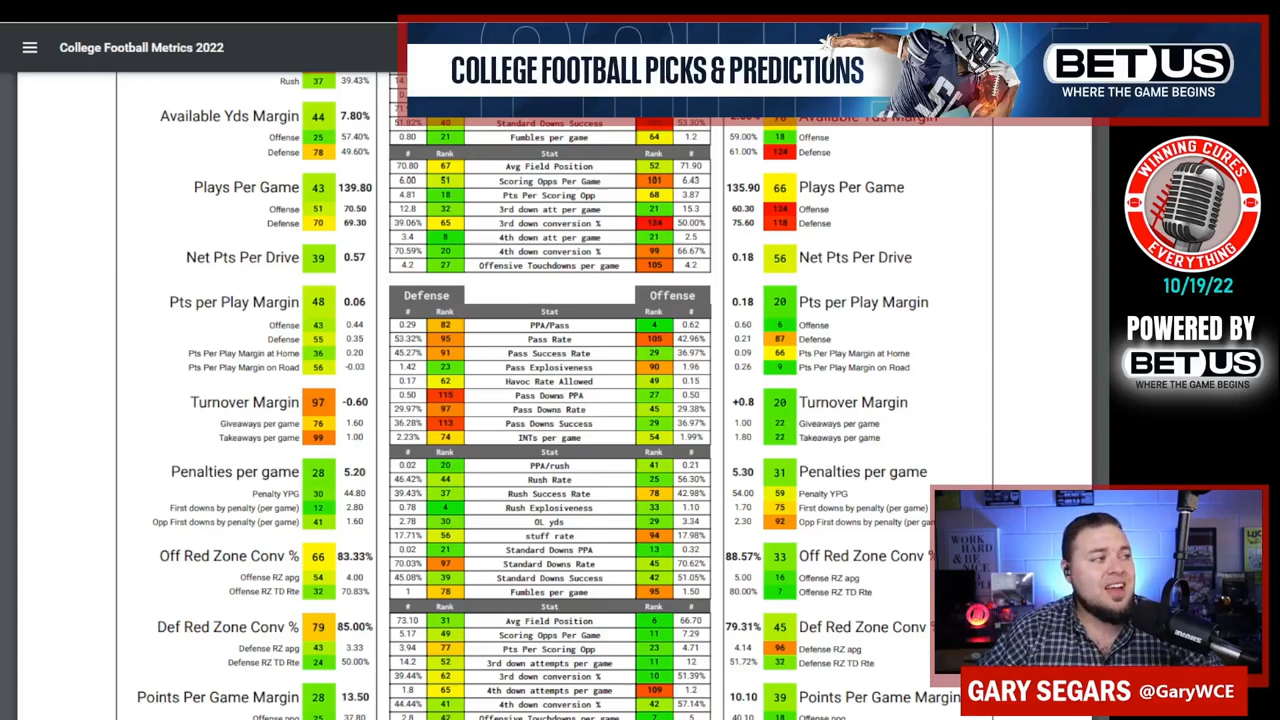 College Football Metrics 2022
COLLEGE FOOTBALL PICKS & PREDICTIONS
BETUS
WHERE THE GAME BEGINS
Rush 37 39.43%
Available Yds Margin 44 7.80%
Offense 25 57.40%
Defense 78 49.60%
Plays Per Game 43 139.80
Offense 51 70.50
Defense 70 69.30
Net Pts Per Drive 39 0.57
Pts per Play Margin 48 0.06
Offense 43 0.44
Defense 55 0.35
Pts Per Play Margin at Home 36 0.20
Pts Per Play Margin on Road 56 -0.03
Turnover Margin 97 -0.60
Giveaways per game 76 1.60
Takeaways per game 99 1.00
Penalties per game 28 5.20
Penalty YPG 30 44.80
First downs by penalty (per game) 12 2.80
Opp First downs by penalty (per game) 41 1.60
Off Red Zone Conv % 66 83.33%
Offense RZ apg 54 4.00
Offense RZ TD Rte 32 70.83%
Def Red Zone Conv % 79 85.00%
Defense RZ apg 43 3.33
Defense RZ TD Rte 24 50.00%
Points Per Game Margin 28 13.50
51.82% 40 Standard Downs Success 53.30%
0.80 21 Fumbles per game 64 1.2
# Rank Stat Rank #
70.80 67 Avg Field Position 52 71.90
6.00 51 Scoring Opps Per Game 101 6.43
4.81 18 Pts Per Scoring Opp 68 3.87
12.8 32 3rd down att per game 21 15.3
39.06% 65 3rd down conversion % 124 50.00%
3.4 8 4th down att per game 21 2.5
70.59% 20 4th down conversion % 99 66.67%
4.2 27 Offensive Touchdowns per game 105 4.2
Defense Offense
# Rank Stat Rank #
0.29 82 PPA/Pass 4 0.62
53.32% 95 Pass Rate 105 42.96%
45.27% 91 Pass Success Rate 29 36.97%
1.42 23 Pass Explosiveness 90 1.96
0.17 62 Havoc Rate Allowed 49 0.15
0.50 115 Pass Downs PPA 27 0.50
29.97% 97 Pass Downs Rate 45 29.38%
36.28% 113 Pass Downs Success 29 36.97%
2.23% 74 INTs per game 54 1.99%
# Rank Stat Rank #
0.02 20 PPA/rush 41 0.21
46.42% 44 Rush Rate 25 56.30%
39.43% 37 Rush Success Rate 78 42.98%
0.78 4 Rush Explosiveness 33 1.10
2.78 30 OL yds 29 3.34
17.71% 56 stuff rate 94 17.98%
0.02 21 Standard Downs PPA 13 0.32
70.03% 97 Standard Downs Rate 45 70.62%
45.08% 39 Standard Downs Success 42 51.05%
1 78 Fumbles per game 95 1.50
# Rank Stat Rank #
73.10 31 Avg Field Position 6 66.70
5.17 49 Scoring Opps Per Game 11 7.29
3.94 77 Pts Per Scoring Opp 23 4.71
14.2 52 3rd down attempts per game 11 12
39.44% 62 3rd down conversion % 10 51.39%
1.8 65 4th down attempts per game 109 1.2
44.44% 41 4th down conversion % 42 57.14%
2.8 42 Offensive Touchdowns per game 7 5
59.00% 18 Offense
61.00% 124 Defense
135.90 66 Plays Per Game
60.30 124 Offense
75.60 118 Defense
0.18 56 Net Pts Per Drive
0.18 20 Pts per Play Margin
0.60 6 Offense
0.21 87 Defense
0.09 66 Pts Per Play Margin at Home
0.26 9 Pts Per Play Margin on Road
+0.8 20 Turnover Margin
1.00 22 Giveaways per game
1.80 22 Takeaways per game
5.30 31 Penalties per game
54.00 59 Penalty YPG
1.70 75 First downs by penalty (per game)
2.30 92 Opp First downs by penalty (per gam
88.57% 33 Off Red Zone Conv %
5.00 16 Offense RZ apg
80.00% 7 Offense RZ TD Rte
79.31% 45 Def Red Zone Conv %
4.14 96 Defense RZ apg
51.72% 32 Defense RZ TD Rte
10.10 39 Points Per Game Margin
WINNING CURES
EVERYTHING
10/19/22
POWERED BY
BETUS
WHERE THE GAME BEGINS
WORK
HARD &
GARY SEGARS @GaryWCE